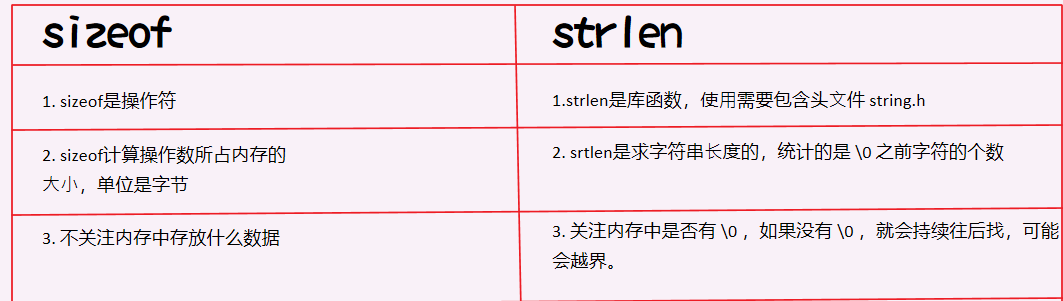 sizeof
strlen
1. sizeof是操作符
1.strlen是库函数，使用需要包含头文件 string.h
2. sizeof计算操作数所占内存的
大小，单位是字节
2. srtlen是求字符串长度的，统计的是 \0 之前字符的个数
3. 不关注内存中存放什么数据
3. 关注内存中是否有 \0 ，如果没有 \0 ，就会持续往后找，可能
会越界。